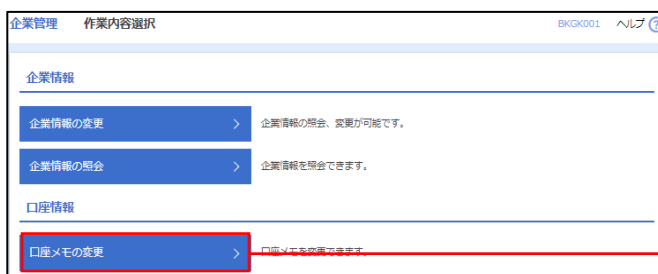 企業管理 作業内容選択 BKGK001 ヘルプ ?
企業情報
企業情報の変更 > 企業情報の照会、変更が可能です。
企業情報の照会 > 企業情報を照会できます。
口座情報
口座メモの変更 > 口座メモを変更できます。